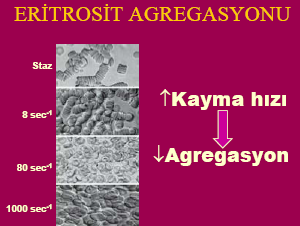 ERİTROSİT AGREGASYONU
Staz
8 sec⁻¹
80 sec⁻¹
1000 sec⁻¹
↑Kayma hızı
↓Agregasyon